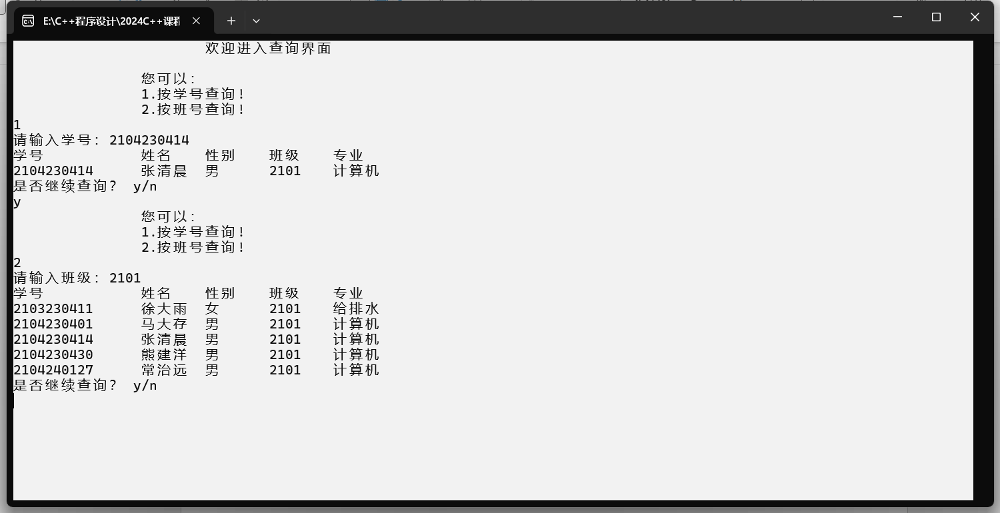 E:\C++程序设计\2024C++课程
欢迎进入查询界面
您可以:
1.按学号查询!
2.按班号查询!
1
请输入学号: 2104230414
学号 姓名 性别 班级 专业
2104230414 张清晨 男 2101 计算机
是否继续查询? y/n
y
您可以:
1.按学号查询!
2.按班号查询!
2
请输入班级: 2101
学号 姓名 性别 班级 专业
2103230411 徐大雨 女 2101 给排水
2104230401 马大存 男 2101 计算机
2104230414 张清晨 男 2101 计算机
2104230430 熊建洋 男 2101 计算机
2104240127 常治远 男 2101 计算机
是否继续查询? y/n